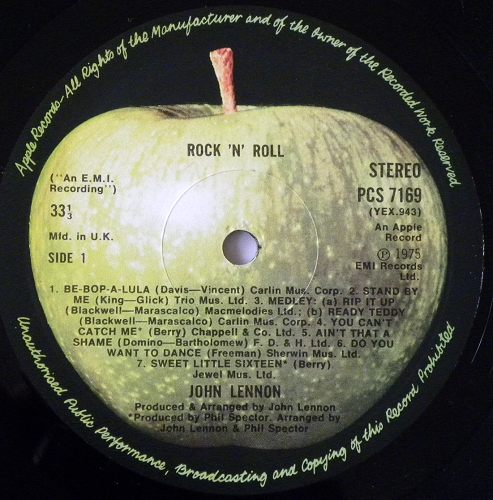 Apple Records—All Rights of the Manufacturer and of the Owner of the Recorded Work Reserved
ROCK 'N' ROLL
("An E.M.I.
Recording")
33⅓
Mfd. in U.K.
SIDE 1
STEREO
PCS 7169
(YEX.943)
An Apple
Record
Ⓟ 1975
EMI Records
Ltd.
1. BE-BOP-A-LULA (Davis—Vincent) Carlin Mus. Corp. 2. STAND BY
ME (King—Glick) Trio Mus. Ltd. 3. MEDLEY: (a) RIP IT UP
(Blackwell—Marascalco) Macmelodies Ltd.; (b) READY TEDDY
(Blackwell—Marascalco) Carlin Mus. Corp. 4. YOU CAN'T
CATCH ME! (Berry) Chappell & Co. Ltd. 5. AIN'T THAT A
SHAME (Domino—Bartholomew) F. D. & H. Ltd. 6. DO YOU
WANT TO DANCE (Freeman) Sherwin Mus. Ltd.
7. SWEET LITTLE SIXTEEN* (Berry)
Jewel Mus. Ltd.
JOHN LENNON
Produced & Arranged by John Lennon
*Produced by Phil Spector. Arranged by
John Lennon & Phil Spector
Unauthorised Public Performance, Broadcasting and Copying of this Record Prohibited